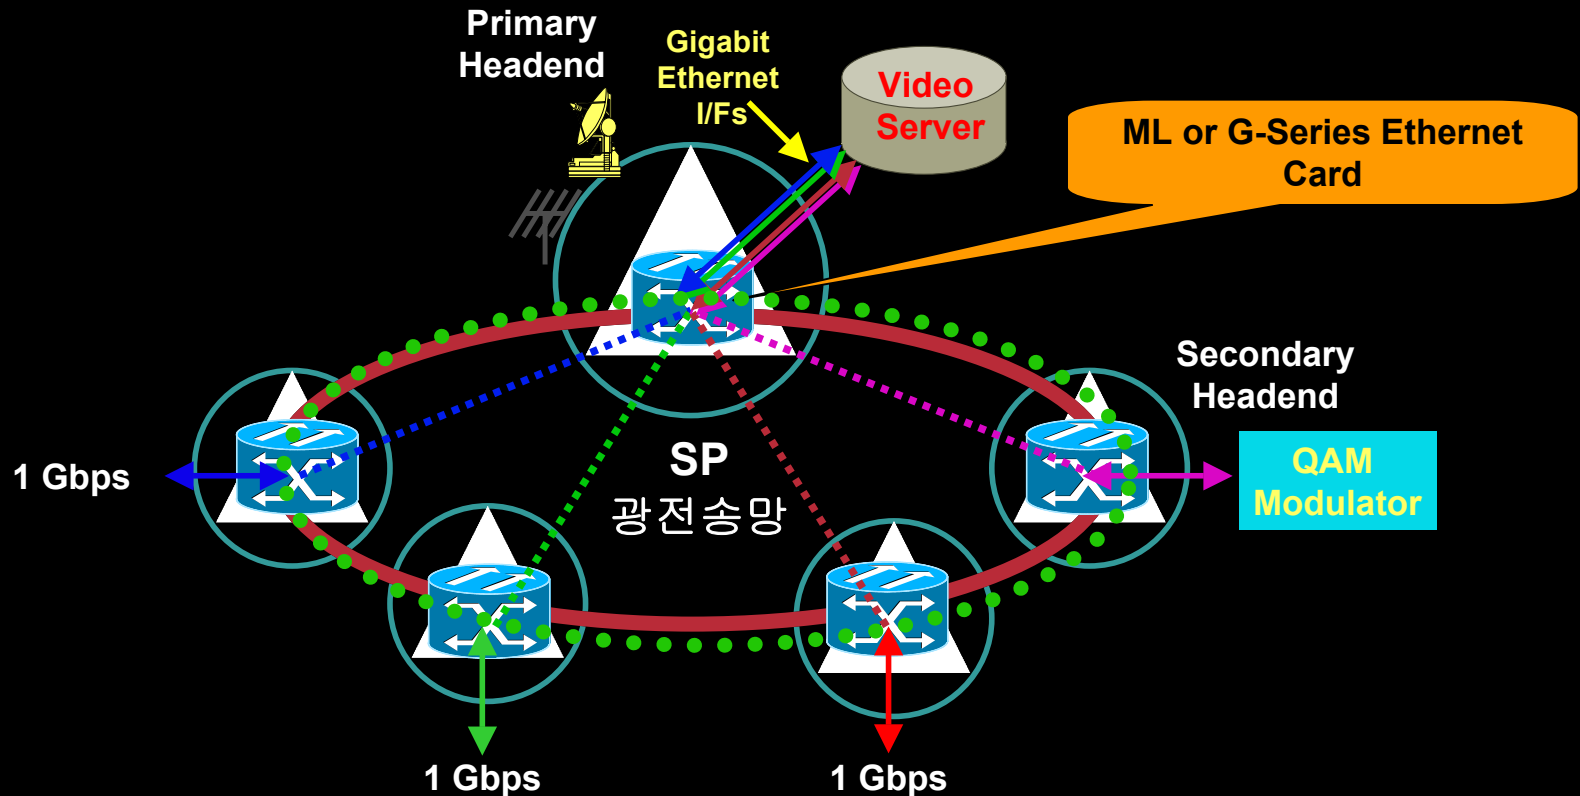 Primary
Headend
Gigabit
Ethernet
I/Fs
Video
Server
ML or G-Series Ethernet
Card
Secondary
Headend
QAM
Modulator
1 Gbps
SP
광전송망
1 Gbps
1 Gbps